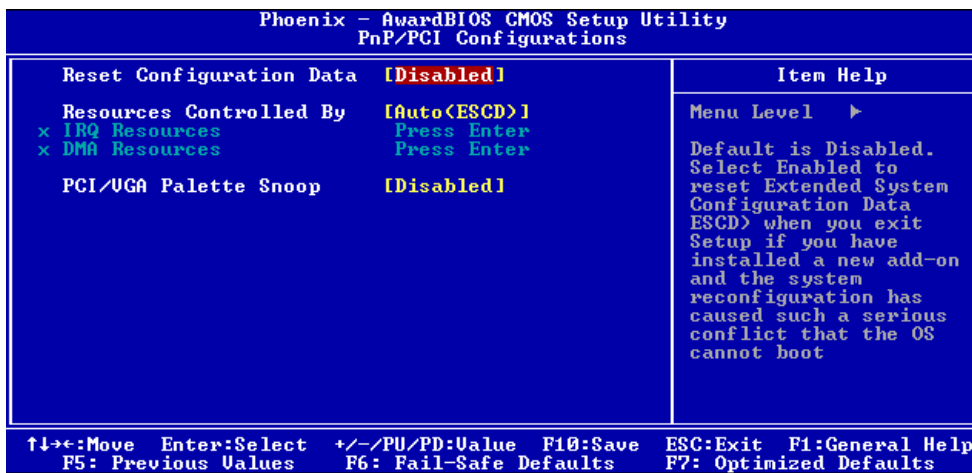 Phoenix - AwardBIOS CMOS Setup Utility
PnP/PCI Configurations
Reset Configuration Data [Disabled]
Resources Controlled By [Auto(ESCD)]
x IRQ Resources Press Enter
x DMA Resources Press Enter
PCI/VGA Palette Snoop [Disabled]
Item Help
Menu Level ▶
Default is Disabled.
Select Enabled to
reset Extended System
Configuration Data
ESCD) when you exit
Setup if you have
installed a new add-on
and the system
reconfiguration has
caused such a serious
conflict that the OS
cannot boot
↑↓→←:Move Enter:Select +/-/PU/PD:Value F10:Save ESC:Exit F1:General Help
F5: Previous Values F6: Fail-Safe Defaults F7: Optimized Defaults